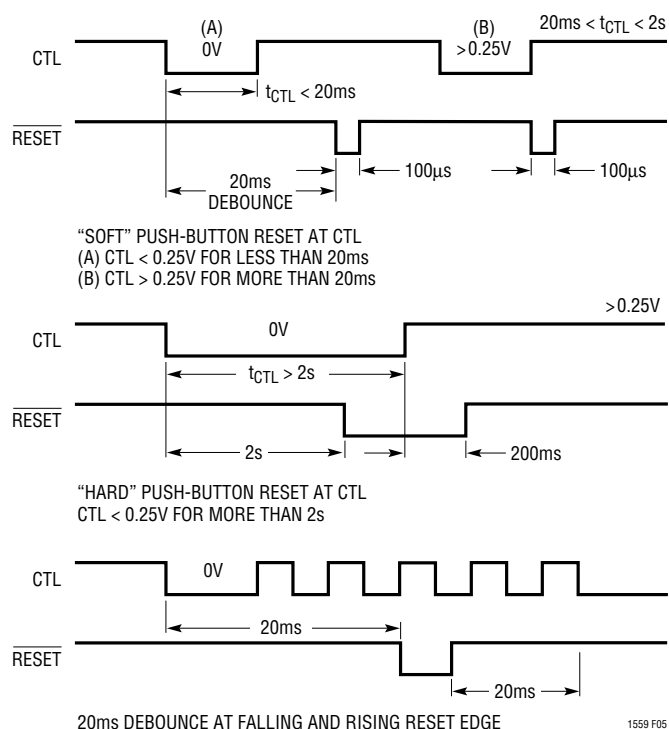 (A)
0V
(B)
>0.25V
20ms < tCTL < 2s
CTL
tCTL < 20ms
RESET
100µs
100µs
20ms
DEBOUNCE
“SOFT” PUSH-BUTTON RESET AT CTL
(A) CTL < 0.25V FOR LESS THAN 20ms
(B) CTL > 0.25V FOR MORE THAN 20ms
>0.25V
CTL
0V
tCTL > 2s
RESET
2s
200ms
“HARD” PUSH-BUTTON RESET AT CTL
CTL < 0.25V FOR MORE THAN 2s
CTL
0V
20ms
RESET
20ms
20ms DEBOUNCE AT FALLING AND RISING RESET EDGE
1559 F05